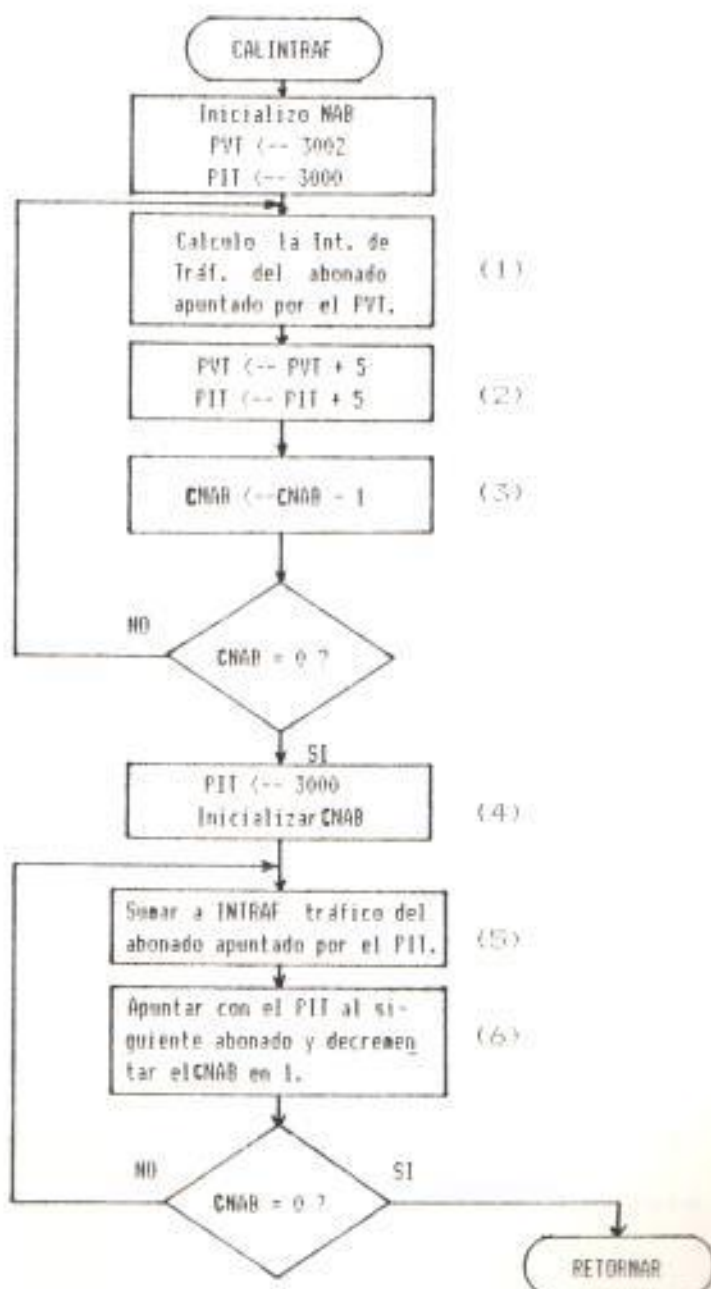 CALINTRAF
Inicializo NAB
PVT <-- 3002
PIT <-- 3000
Calculo la Int. de
Tráf. del abonado
apuntado por el PVT.
(1)
PVT <-- PVT + 5
PIT <-- PIT + 5
(2)
CNAB <--CNAB - 1
(3)
NO
CNAB = 0 ?
SI
PIT <-- 3000
Inicializar CNAB
(4)
Sumar a INTRAF tráfico del
abonado apuntado por el PIT.
(5)
Apuntar con el PIT al si-
guiente abonado y decremen
tar el CNAB en 1.
(6)
NO
SI
CNAB = 0 ?
RETORNAR